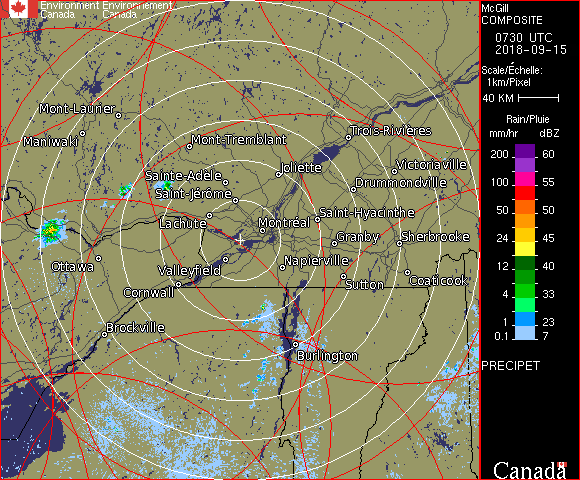 Environment Environnement
Canada Canada
McGill
COMPOSITE
0730 UTC
2018-09-15
Scale/Échelle:
1km/Pixel
40 KM
Rain/Pluie
mm/hr dBZ
200 60
100 55
50 50
24 45
12 40
4 33
1 23
0.1 7
PRECIPET
Canada
Mont-Laurier
Maniwaki
Mont-Tremblant
Trois-Rivières
Sainte-Adèle
Joliette
Victoriaville
Saint-Jérôme
Drummondville
Lachute
Montréal
Saint-Hyacinthe
Granby
Sherbrooke
Ottawa
Valleyfield
Napierville
Cornwall
Sutton
Coaticook
Brockville
Burlington